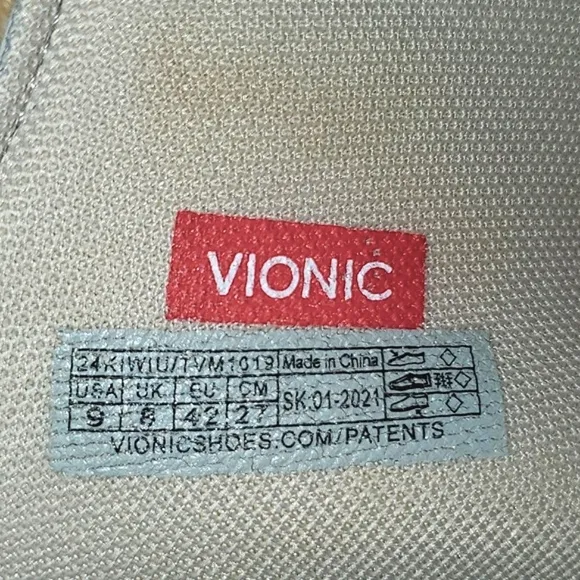 VIONIC
24KIWIU/TVM1019 Made in China
USA UK EU CM
9 8 42 27 SK.01-2021
VIONICSHOES.COM/PATENTS